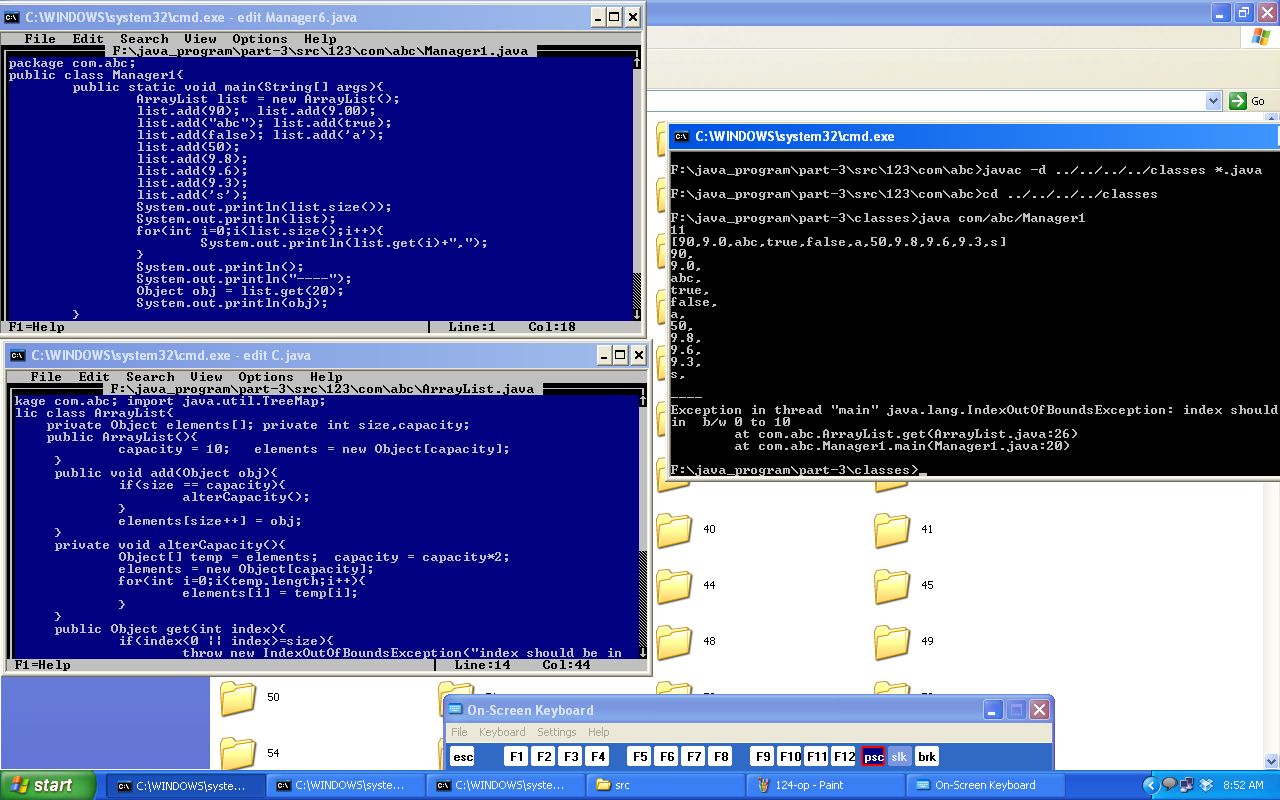 C:\WINDOWS\system32\cmd.exe - edit Manager6.java
File Edit Search View Options Help
F:\java_program\part-3\src\123\com\abc\Manager1.java
package com.abc;
public class Manager1{
public static void main(String[] args){
ArrayList list = new ArrayList();
list.add(90); list.add(9.00);
list.add("abc"); list.add(true);
list.add(false); list.add('a');
list.add(50);
list.add(9.8);
list.add(9.6);
list.add(9.3);
list.add('s');
System.out.println(list.size());
System.out.println(list);
for(int i=0;i<list.size();i++){
System.out.println(list.get(i)+",");
}
System.out.println();
System.out.println("----");
Object obj = list.get(20);
System.out.println(obj);
}
F1=Help Line:1 Col:18
C:\WINDOWS\system32\cmd.exe - edit C.java
File Edit Search View Options Help
F:\java_program\part-3\src\123\com\abc\ArrayList.java
kage com.abc; import java.util.TreeMap;
lic class ArrayList{
private Object elements[]; private int size,capacity;
public ArrayList(){
capacity = 10; elements = new Object[capacity];
}
public void add(Object obj){
if(size == capacity){
alterCapacity();
}
elements[size++] = obj;
}
private void alterCapacity(){
Object[] temp = elements; capacity = capacity*2;
elements = new Object[capacity];
for(int i=0;i<temp.length;i++){
elements[i] = temp[i];
}
}
public Object get(int index){
if(index<0 || index>=size){
throw new IndexOutOfBoundsException("index should be in
F1=Help Line:14 Col:44
Go
C:\WINDOWS\system32\cmd.exe
F:\java_program\part-3\src\123\com\abc>javac -d ../../../../classes *.java
F:\java_program\part-3\src\123\com\abc>cd ../../../../classes
F:\java_program\part-3\classes>java com/abc/Manager1
11
[90,9.0,abc,true,false,a,50,9.8,9.6,9.3,s]
90,
9.0,
abc,
true,
false,
a,
50,
9.8,
9.6,
9.3,
s,
----
Exception in thread "main" java.lang.IndexOutOfBoundsException: index should
in b/w 0 to 10
at com.abc.ArrayList.get(ArrayList.java:26)
at com.abc.Manager1.main(Manager1.java:20)
F:\java_program\part-3\classes>_
40 41
44 45
48 49
50
54
On-Screen Keyboard
File Keyboard Settings Help
esc F1 F2 F3 F4 F5 F6 F7 F8 F9 F10 F11 F12 psc slk brk
start C:\WINDOWS\syste... C:\WINDOWS\syste... C:\WINDOWS\syste... src 124-op - Paint On-Screen Keyboard 8:52 AM